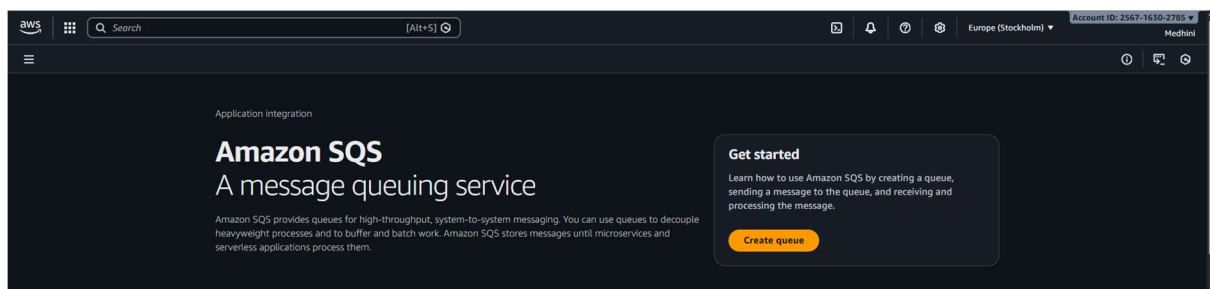 aws
Search [Alt+S]
Europe (Stockholm)
Account ID: 2567-1630-2785
Medhini
Application integration
Amazon SQS
A message queuing service
Amazon SQS provides queues for high-throughput, system-to-system messaging. You can use queues to decouple
heavyweight processes and to buffer and batch work. Amazon SQS stores messages until microservices and
serverless applications process them.
Get started
Learn how to use Amazon SQS by creating a queue,
sending a message to the queue, and receiving and
processing the message.
Create queue